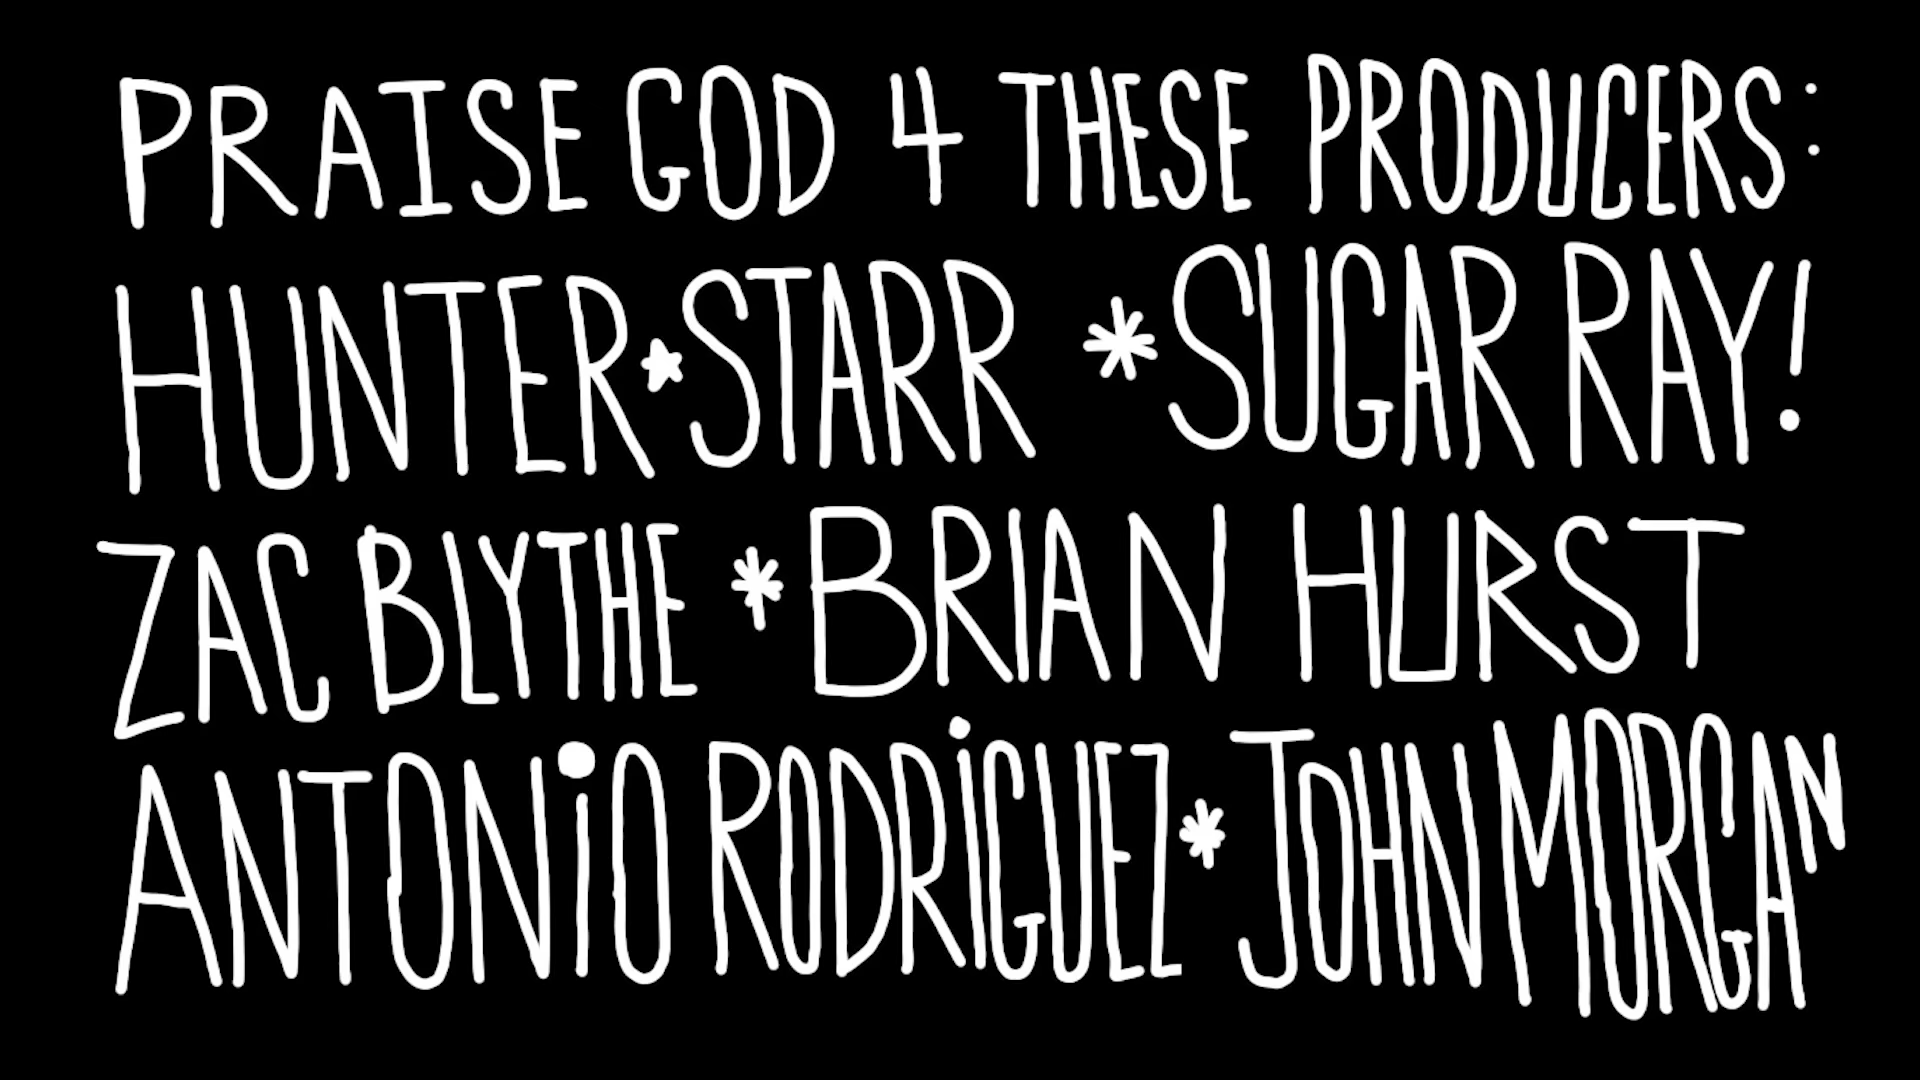 PRAISE GOD 4 THESE PRODUCERS:
HUNTER★STARR *SUGAR RAY!
ZAC BLYTHE *BRIAN HURST
ANTONiO RODRiGUEZ* JOHN MORGAN